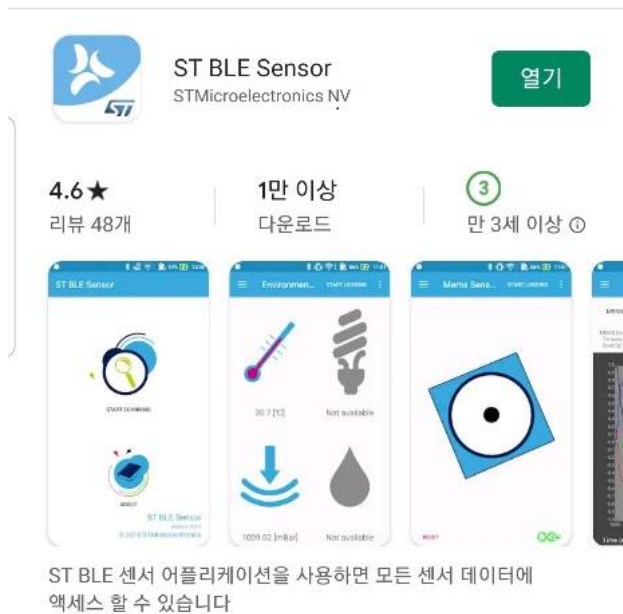 ST BLE Sensor
STMicroelectronics NV
열기
4.6★
리뷰 48개
1만 이상
다운로드
3
만 3세 이상
ST BLE Sensor
START SCANNING
ABOUT
ST BLE Sensor
Environmen...
START LOGGING
30.7 [°C]
Not available
1009.02 [mBar]
Not available
Mems Sens...
START LOGGING
RESET
ST BLE 센서 어플리케이션을 사용하면 모든 센서 데이터에
액세스 할 수 있습니다